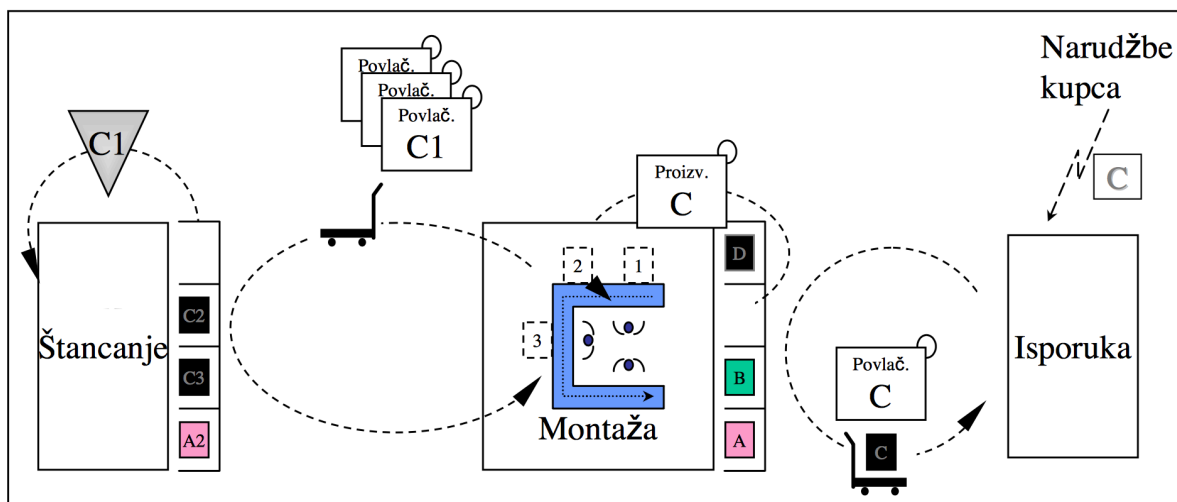 Narudžbe
kupca
C
Povlač.
Povlač.
Povlač.
C1
C1
Proizv.
C
D
2
1
3
C2
C3
A2
Štancanje
B
A
Montaža
Povlač.
C
C
Isporuka